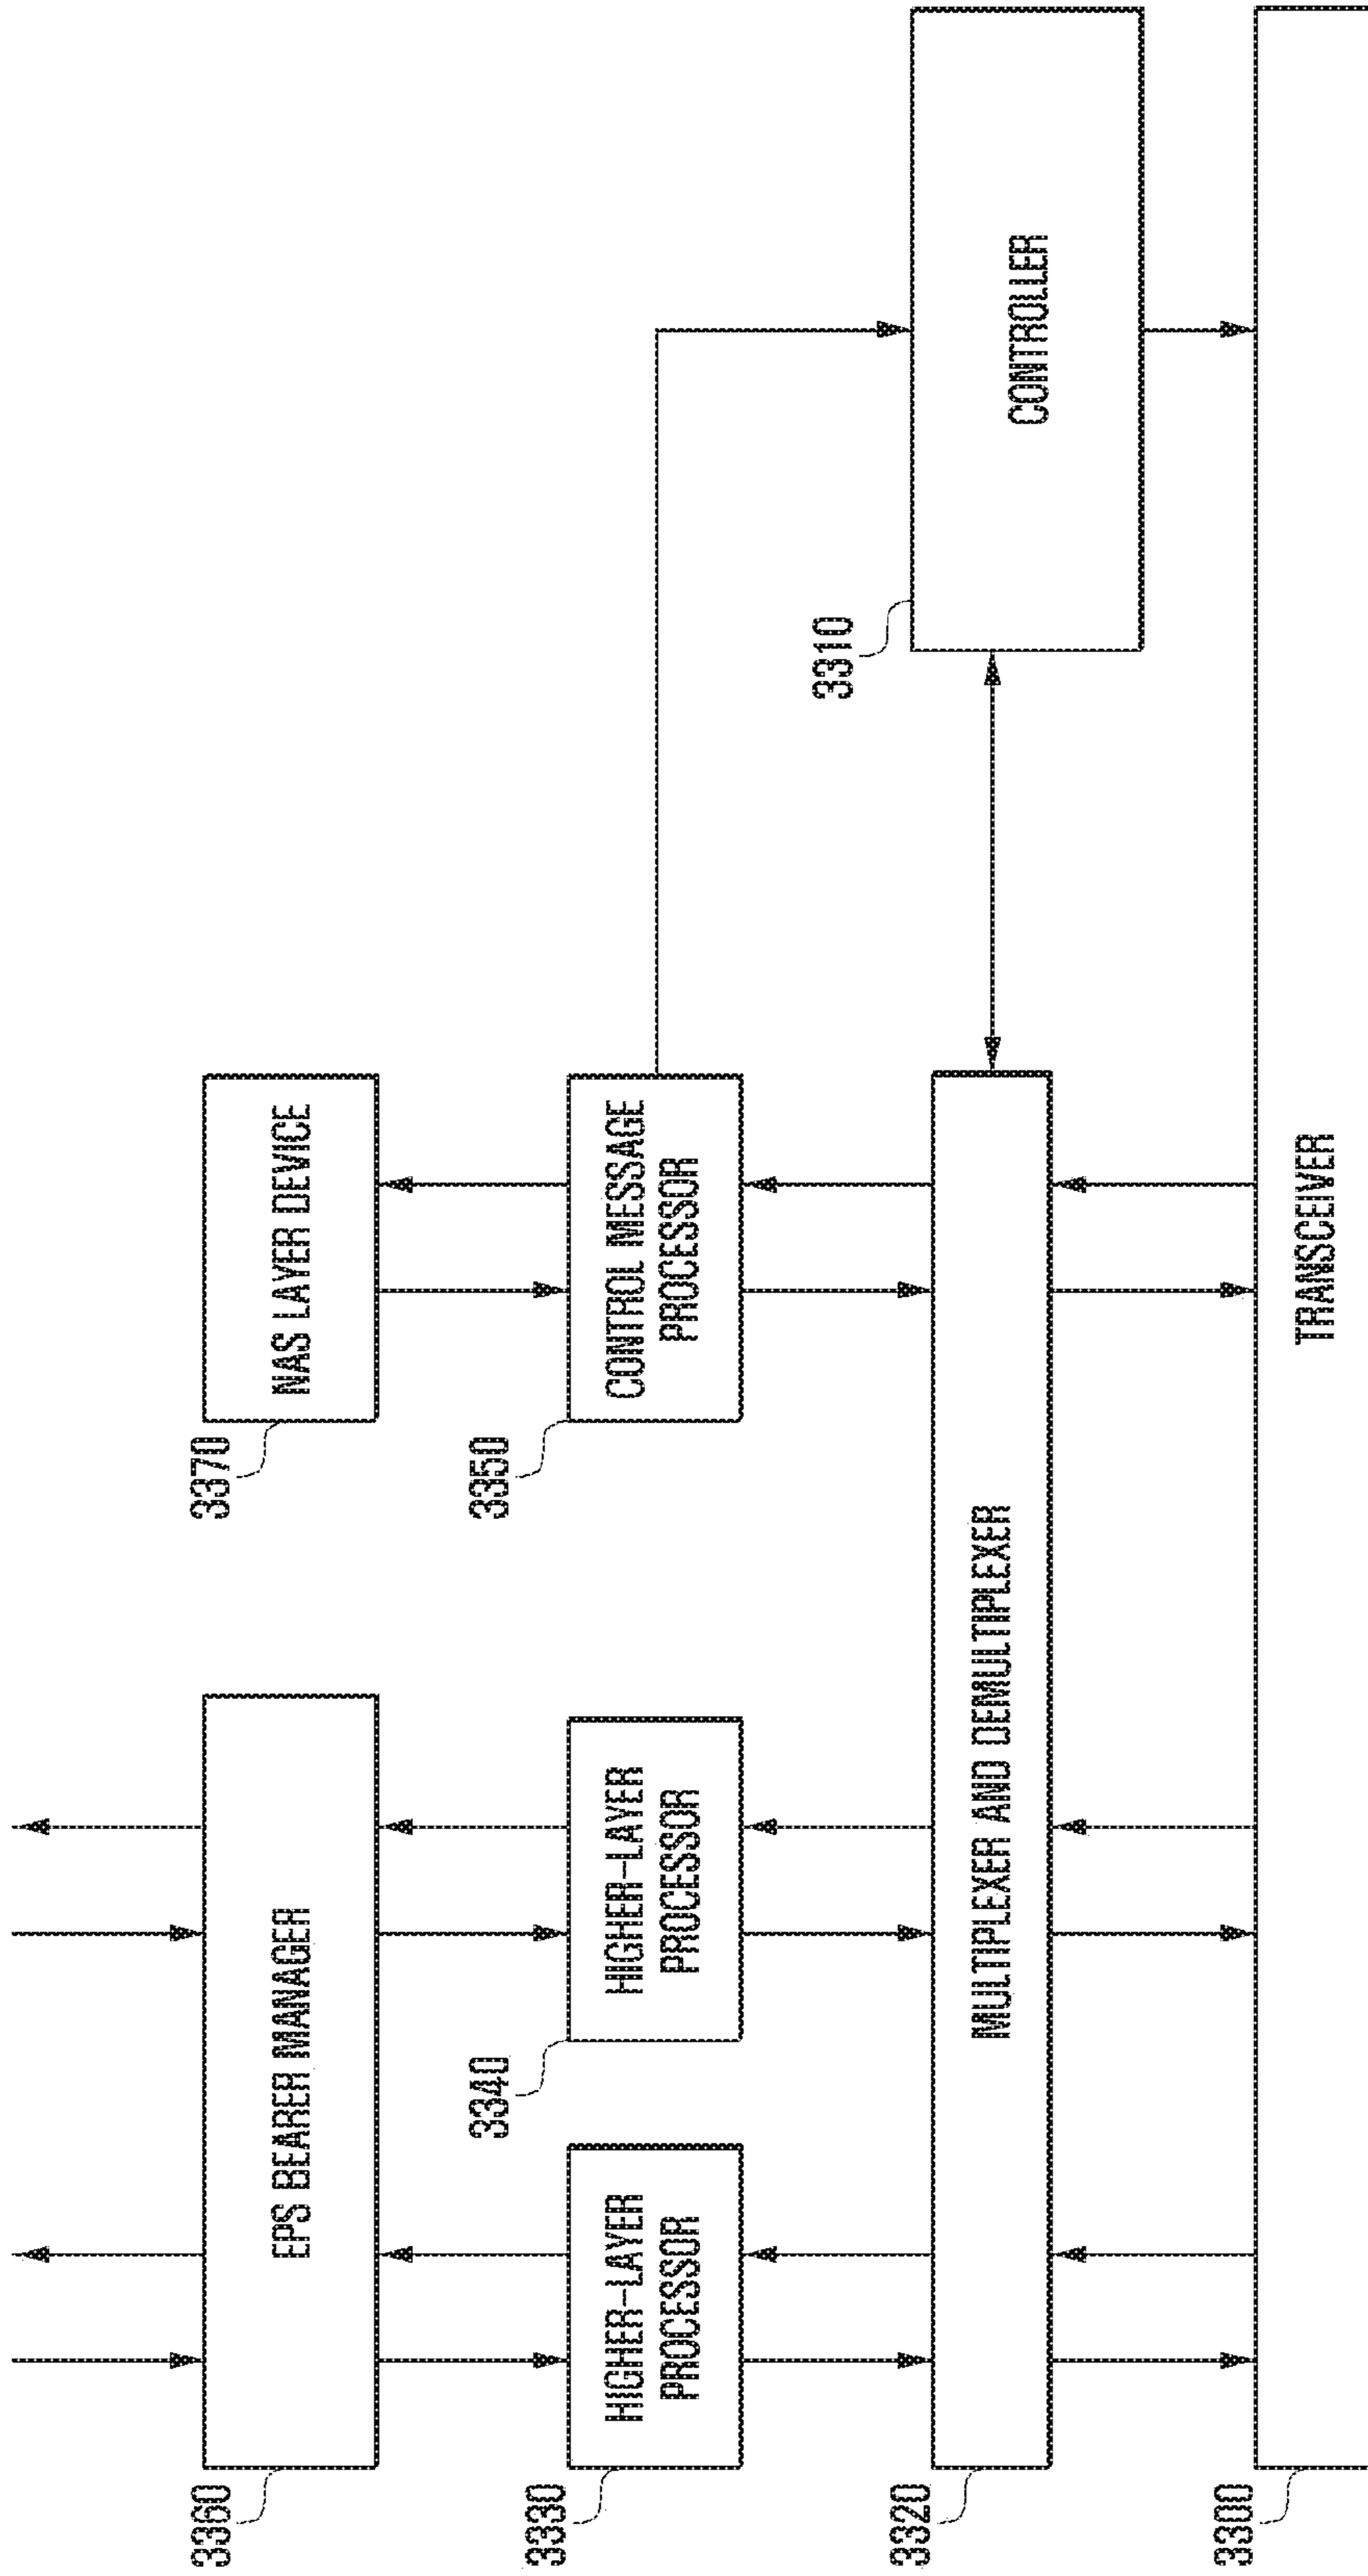 3360
EPS BEARER MANAGER
3370
NAS LAYER DEVICE
3330
HIGHER-LAYER
PROCESSOR
3340
HIGHER-LAYER
PROCESSOR
3350
CONTROL MESSAGE
PROCESSOR
3320
MULTIPLEXER AND DEMULTIPLEXER
3310
CONTROLLER
3300
TRANSCEIVER